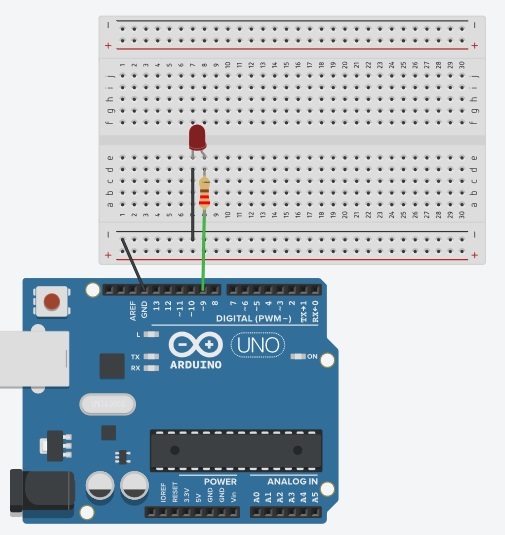 − −
+ +
1 2 3 4 5 6 7 8 9 10 11 12 13 14 15 16 17 18 19 20 21 22 23 24 25 26 27 28 29 30
j j
i i
h h
g g
f f
e e
d d
c c
b b
a a
1 2 3 4 5 6 7 8 9 10 11 12 13 14 15 16 17 18 19 20 21 22 23 24 25 26 27 28 29 30
− −
+ +
AREF GND 13 12 ~11 ~10 ~9 8 7 ~6 ~5 4 ~3 2 TX→1 RX←0
DIGITAL (PWM~)
L
TX
RX
UNO
ON
ARDUINO
POWER ANALOG IN
IOREF RESET 3.3V 5V GND GND Vin A0 A1 A2 A3 A4 A5